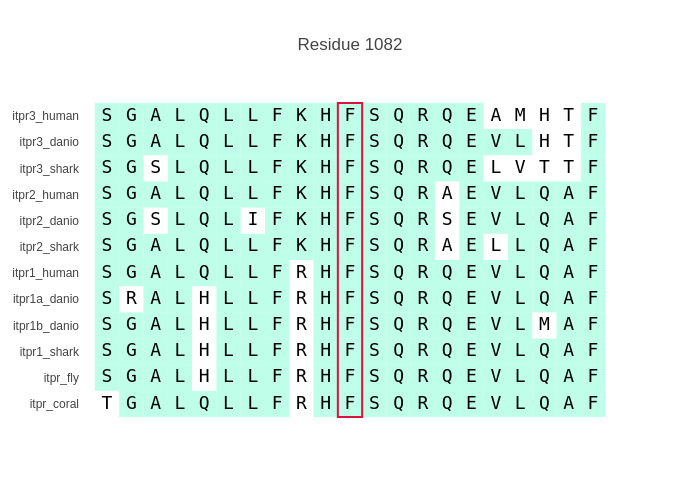 Residue 1082
itpr3_human S G A L Q L L F K H F S Q R Q E A M H T F
itpr3_danio S G A L Q L L F K H F S Q R Q E V L H T F
itpr3_shark S G S L Q L L F K H F S Q R Q E L V T T F
itpr2_human S G A L Q L L F K H F S Q R A E V L Q A F
itpr2_danio S G S L Q L I F K H F S Q R S E V L Q A F
itpr2_shark S G A L Q L L F K H F S Q R A E L L Q A F
itpr1_human S G A L Q L L F R H F S Q R Q E V L Q A F
itpr1a_danio S R A L H L L F R H F S Q R Q E V L Q A F
itpr1b_danio S G A L H L L F R H F S Q R Q E V L M A F
itpr1_shark S G A L H L L F R H F S Q R Q E V L Q A F
itpr_fly S G A L H L L F R H F S Q R Q E V L Q A F
itpr_coral T G A L Q L L F R H F S Q R Q E V L Q A F